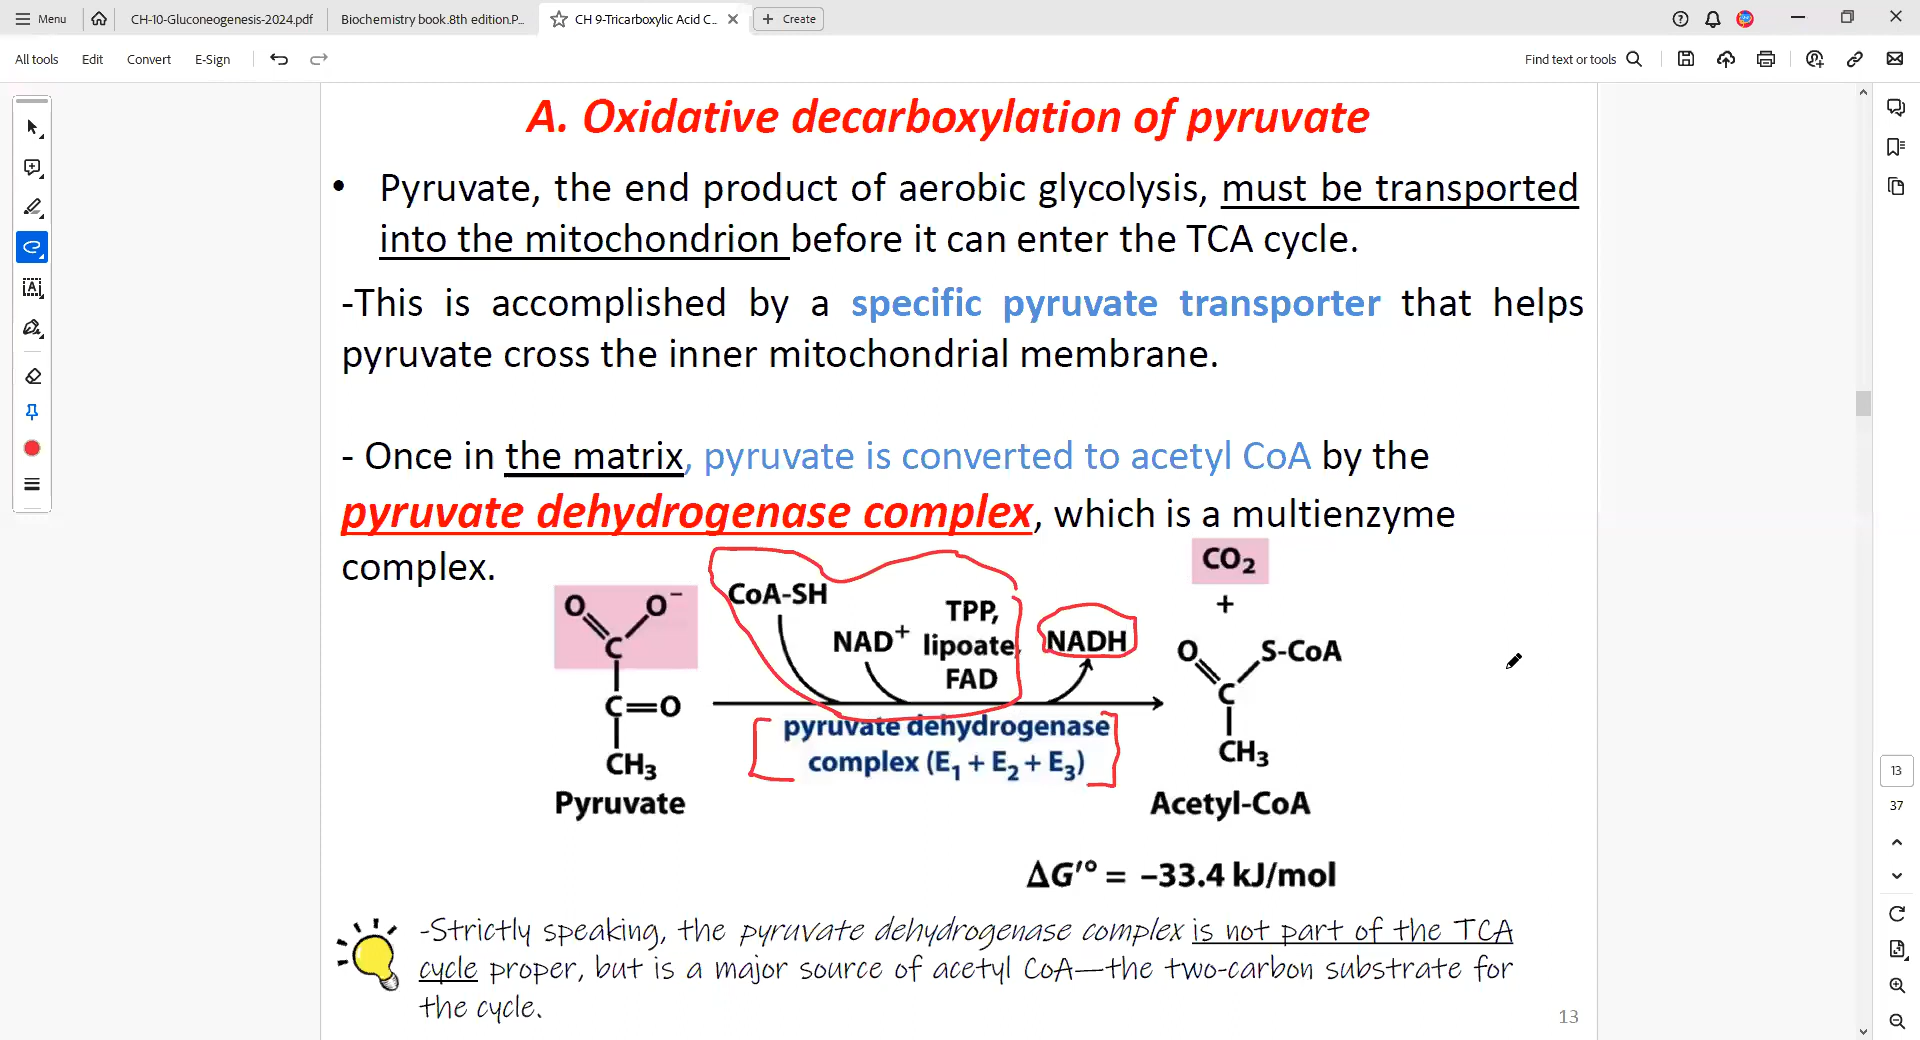 Menu
CH-10-Gluconeogenesis-2024.pdf
Biochemistry book.8th edition.P...
CH 9-Tricarboxylic Acid C...
Create
All tools
Edit
Convert
E-Sign
Find text or tools
A. Oxidative decarboxylation of pyruvate
• Pyruvate, the end product of aerobic glycolysis, must be transported
into the mitochondrion before it can enter the TCA cycle.
-This is accomplished by a specific pyruvate transporter that helps
pyruvate cross the inner mitochondrial membrane.
- Once in the matrix, pyruvate is converted to acetyl CoA by the
pyruvate dehydrogenase complex, which is a multienzyme
complex.
O O⁻
C
C=O
CH₃
Pyruvate
CoA-SH
NAD⁺
TPP,
lipoate,
FAD
NADH
pyruvate dehydrogenase
complex (E₁ + E₂ + E₃)
CO₂
+
O S-CoA
C
CH₃
Acetyl-CoA
ΔG′° = −33.4 kJ/mol
-Strictly speaking, the pyruvate dehydrogenase complex is not part of the TCA
cycle proper, but is a major source of acetyl CoA—the two-carbon substrate for
the cycle.
13
13
37